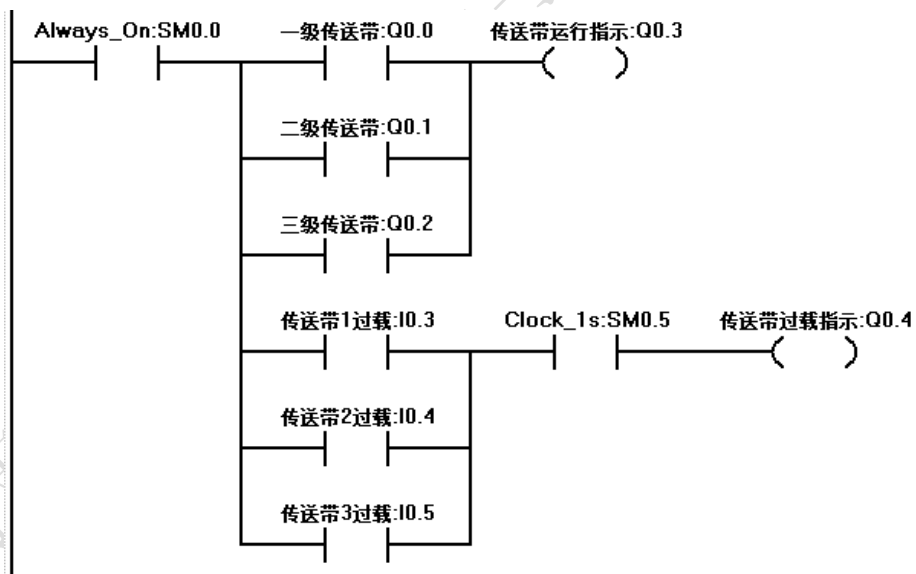 Always_On:SM0.0 一级传送带:Q0.0 传送带运行指示:Q0.3
二级传送带:Q0.1
三级传送带:Q0.2
传送带1过载:I0.3 Clock_1s:SM0.5 传送带过载指示:Q0.4
传送带2过载:I0.4
传送带3过载:I0.5